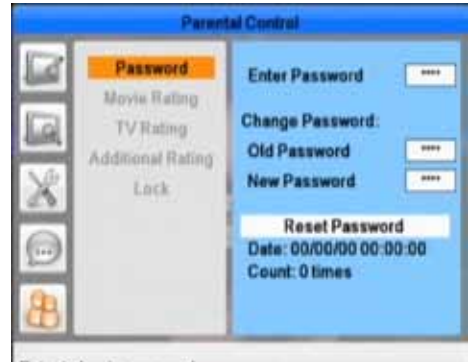 Parental Control
Password
Movie Rating
TV Rating
Additional Rating
Lock
Enter Password ****
Change Password:
Old Password ****
New Password ****
Reset Password
Date: 00/00/00 00:00:00
Count: 0 times